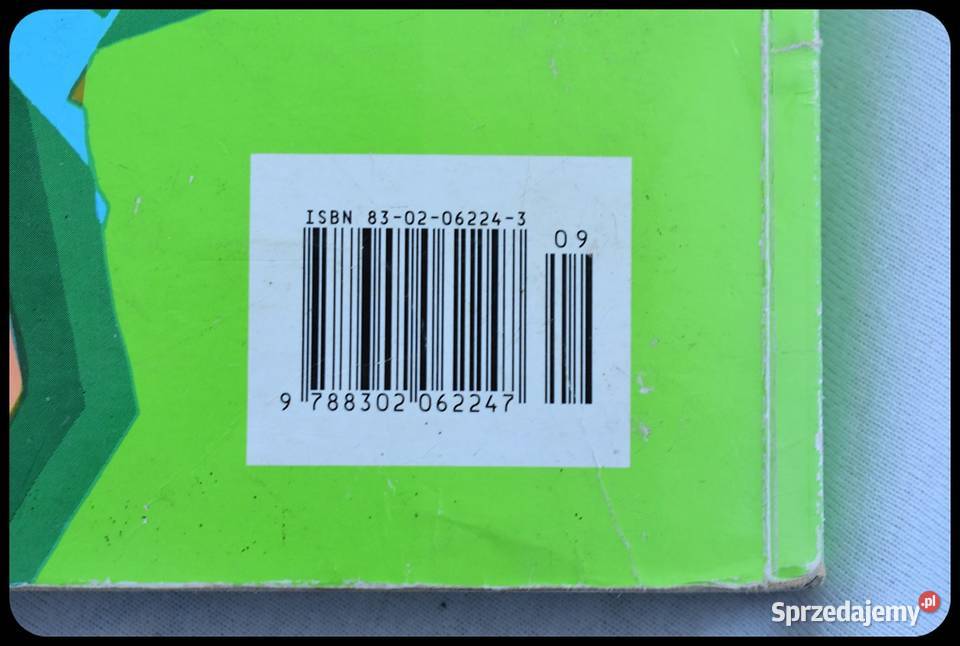 ISBN 83-02-06224-3
09
9 788302 062247
Sprzedajemy.pl